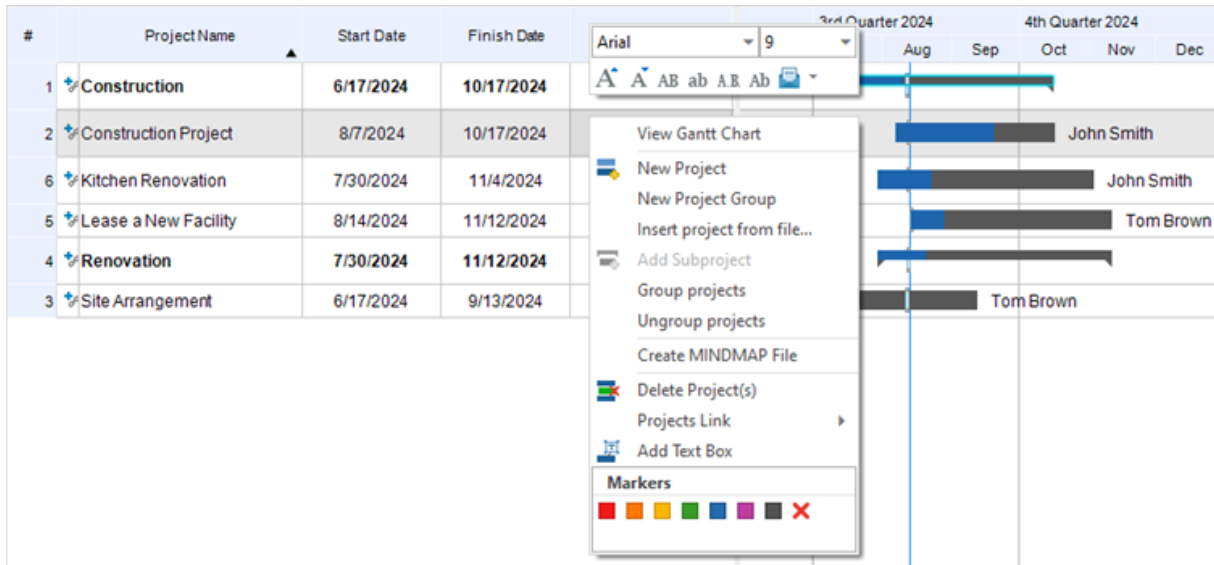 # Project Name Start Date Finish Date 3rd Quarter 2024 4th Quarter 2024
Aug Sep Oct Nov Dec
Arial 9
A A AB ab A.B. Ab
1 Construction 6/17/2024 10/17/2024
2 Construction Project 8/7/2024 10/17/2024 John Smith
6 Kitchen Renovation 7/30/2024 11/4/2024 John Smith
5 Lease a New Facility 8/14/2024 11/12/2024 Tom Brown
4 Renovation 7/30/2024 11/12/2024
3 Site Arrangement 6/17/2024 9/13/2024 Tom Brown
View Gantt Chart
New Project
New Project Group
Insert project from file...
Add Subproject
Group projects
Ungroup projects
Create MINDMAP File
Delete Project(s)
Projects Link
Add Text Box
Markers